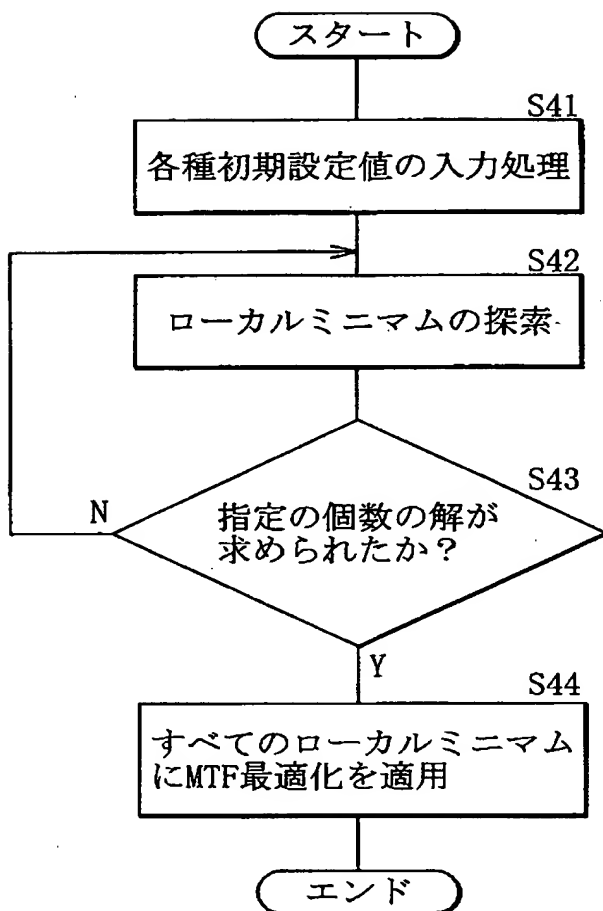 スタート
S41
各種初期設定値の入力処理
S42
ローカルミニマムの探索
S43
N
指定の個数の解が
求められたか？
Y
S44
すべてのローカルミニマム
にMTF最適化を適用
エンド